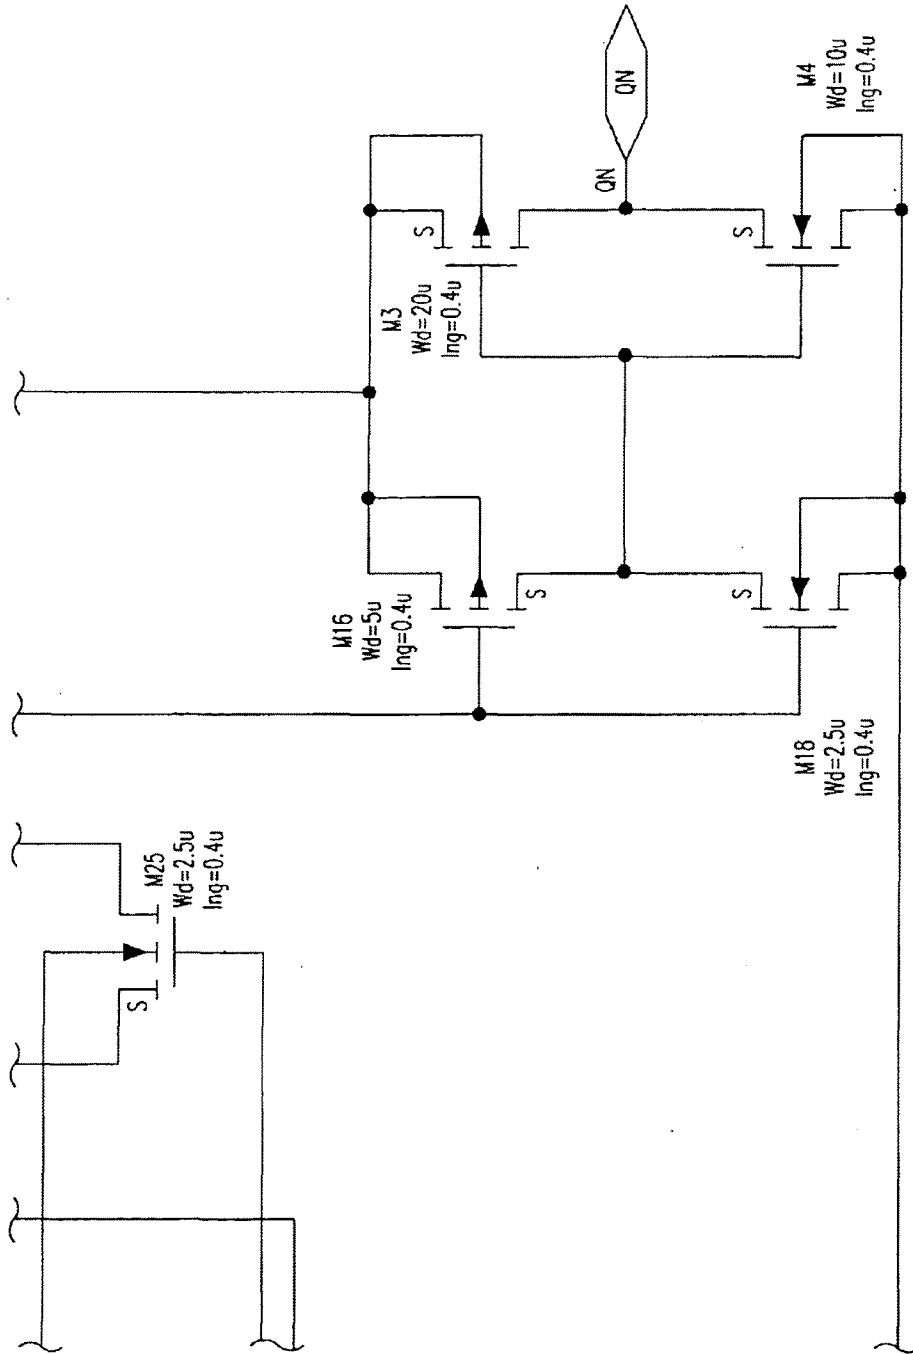 M25
Wd=2.5u
lng=0.4u
S
M16
Wd=5u
lng=0.4u
S
M3
Wd=20u
lng=0.4u
S
QN
QN
M18
Wd=2.5u
lng=0.4u
S
M4
Wd=10u
lng=0.4u
S